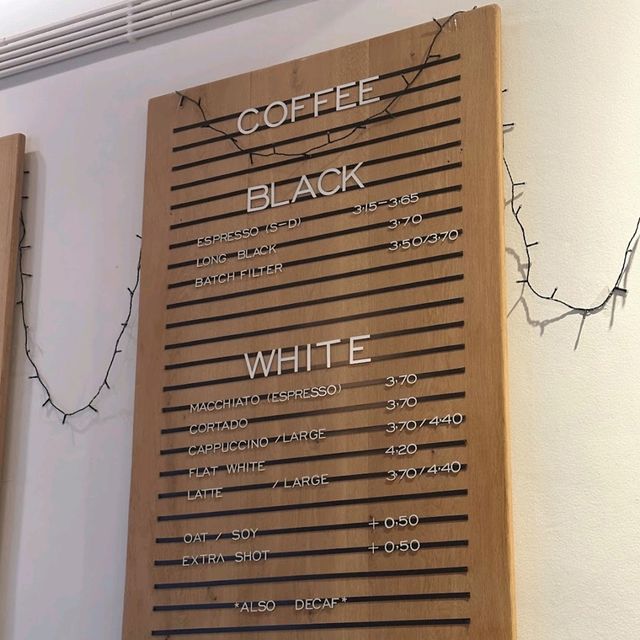 COFFEE
BLACK
ESPRESSO (S-D) 3.15-3.65
LONG BLACK 3.70
BATCH FILTER 3.50/3.70
WHITE
MACCHIATO (ESPRESSO) 3.70
CORTADO 3.70
CAPPUCCINO /LARGE 3.70/4.40
FLAT WHITE 4.20
LATTE /LARGE 3.70/4.40
OAT / SOY +0.50
EXTRA SHOT +0.50
*ALSO DECAF*